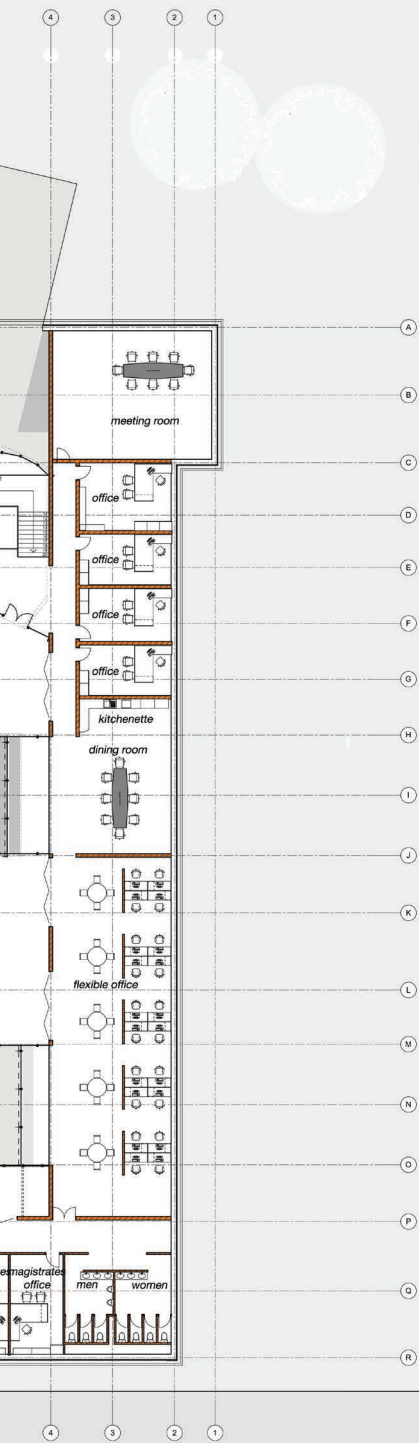 4 3 2 1
A
B
meeting room
C
office
D
office
E
office
F
office
G
kitchenette
H
dining room
I
J
K
flexible office
L
M
N
O
P
magistrates
office
men
women
Q
R
4 3 2 1